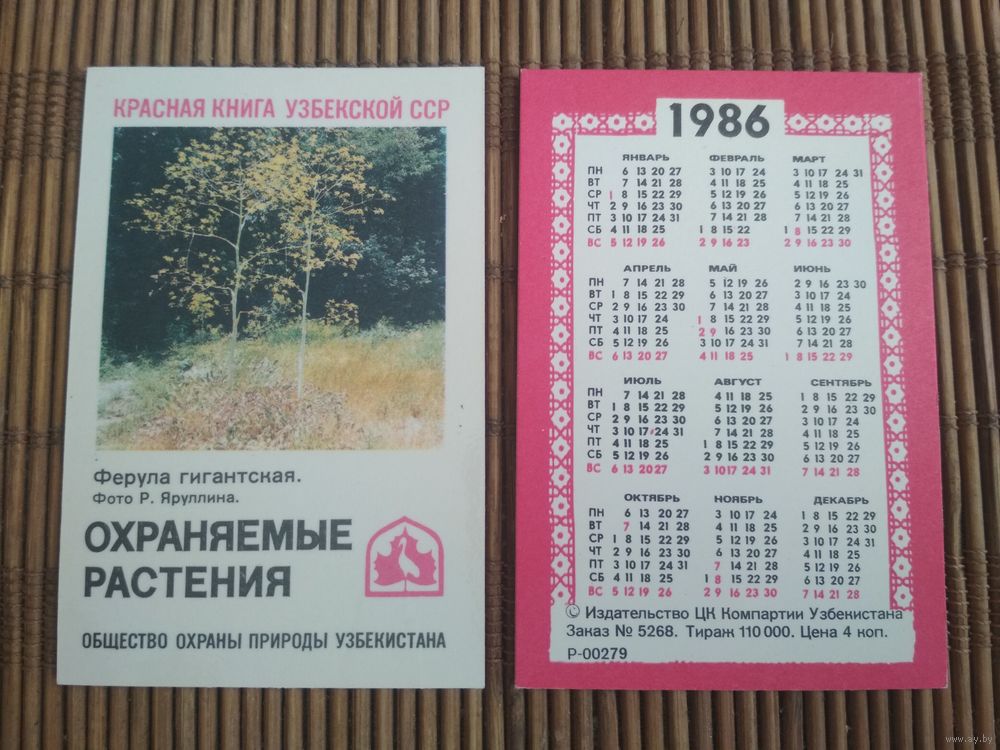 КРАСНАЯ КНИГА УЗБЕКСКОЙ ССР
Ферула гигантская.
Фото Р. Яруллина.
ОХРАНЯЕМЫЕ
РАСТЕНИЯ
ОБЩЕСТВО ОХРАНЫ ПРИРОДЫ УЗБЕКИСТАНА
1986
ЯНВАРЬ ФЕВРАЛЬ МАРТ
ПН 6 13 20 27 3 10 17 24 3 10 17 24 31
ВТ 7 14 21 28 4 11 18 25 4 11 18 25
СР 1 8 15 22 29 5 12 19 26 5 12 19 26
ЧТ 2 9 16 23 30 6 13 20 27 6 13 20 27
ПТ 3 10 17 24 31 7 14 21 28 7 14 21 28
СБ 4 11 18 25 1 8 15 22 1 8 15 22 29
ВС 5 12 19 26 2 9 16 23 2 9 16 23 30
АПРЕЛЬ МАЙ ИЮНЬ
ПН 7 14 21 28 5 12 19 26 2 9 16 23 30
ВТ 1 8 15 22 29 6 13 20 27 3 10 17 24
СР 2 9 16 23 30 7 14 21 28 4 11 18 25
ЧТ 3 10 17 24 1 8 15 22 29 5 12 19 26
ПТ 4 11 18 25 2 9 16 23 30 6 13 20 27
СБ 5 12 19 26 3 10 17 24 31 7 14 21 28
ВС 6 13 20 27 4 11 18 25 1 8 15 22 29
ИЮЛЬ АВГУСТ СЕНТЯБРЬ
ПН 7 14 21 28 4 11 18 25 1 8 15 22 29
ВТ 1 8 15 22 29 5 12 19 26 2 9 16 23 30
СР 2 9 16 23 30 6 13 20 27 3 10 17 24
ЧТ 3 10 17 24 31 7 14 21 28 4 11 18 25
ПТ 4 11 18 25 1 8 15 22 29 5 12 19 26
СБ 5 12 19 26 2 9 16 23 30 6 13 20 27
ВС 6 13 20 27 3 10 17 24 31 7 14 21 28
ОКТЯБРЬ НОЯБРЬ ДЕКАБРЬ
ПН 6 13 20 27 3 10 17 24 1 8 15 22 29
ВТ 7 14 21 28 4 11 18 25 2 9 16 23 30
СР 1 8 15 22 29 5 12 19 26 3 10 17 24 31
ЧТ 2 9 16 23 30 6 13 20 27 4 11 18 25
ПТ 3 10 17 24 31 7 14 21 28 5 12 19 26
СБ 4 11 18 25 1 8 15 22 29 6 13 20 27
ВС 5 12 19 26 2 9 16 23 30 7 14 21 28
© Издательство ЦК Компартии Узбекистана
Заказ № 5268. Тираж 110 000. Цена 4 коп.
Р-00279
www.ay.by